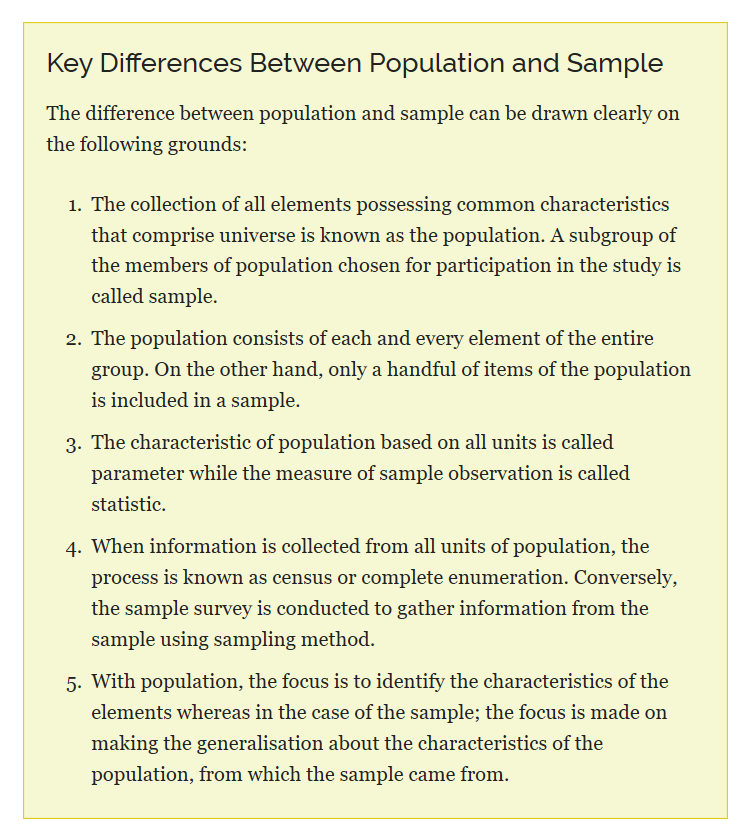 Key Differences Between Population and Sample
The difference between population and sample can be drawn clearly on
the following grounds:
1. The collection of all elements possessing common characteristics
that comprise universe is known as the population. A subgroup of
the members of population chosen for participation in the study is
called sample.
2. The population consists of each and every element of the entire
group. On the other hand, only a handful of items of the population
is included in a sample.
3. The characteristic of population based on all units is called
parameter while the measure of sample observation is called
statistic.
4. When information is collected from all units of population, the
process is known as census or complete enumeration. Conversely,
the sample survey is conducted to gather information from the
sample using sampling method.
5. With population, the focus is to identify the characteristics of the
elements whereas in the case of the sample; the focus is made on
making the generalisation about the characteristics of the
population, from which the sample came from.